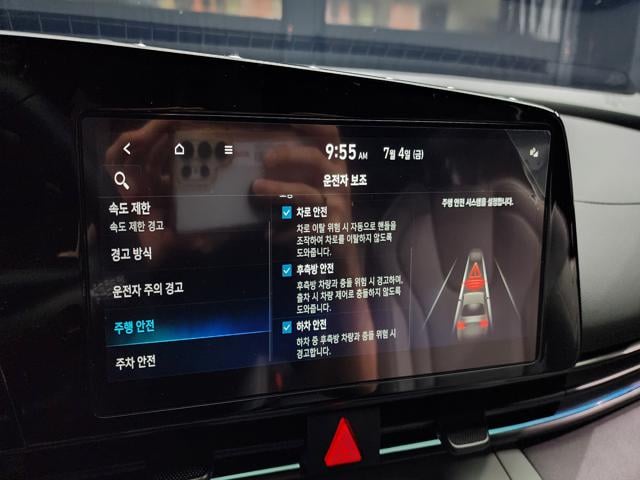 9:55 AM 7월 4일 (금)
운전자 보조
속도 제한
속도 제한 경고
경고 방식
운전자 주의 경고
주행 안전
주차 안전
차로 안전
차로 이탈 위험 시 자동으로 핸들을
조작하여 차로를 이탈하지 않도록
도와줍니다.
후측방 안전
후측방 차량과 충돌 위험 시 경고하며,
출차 시 차량 제어로 충돌하지 않도록
도와줍니다.
하차 안전
하차 중 후측방 차량과 충돌 위험 시
경고합니다.
주행 안전 시스템을 설정합니다.